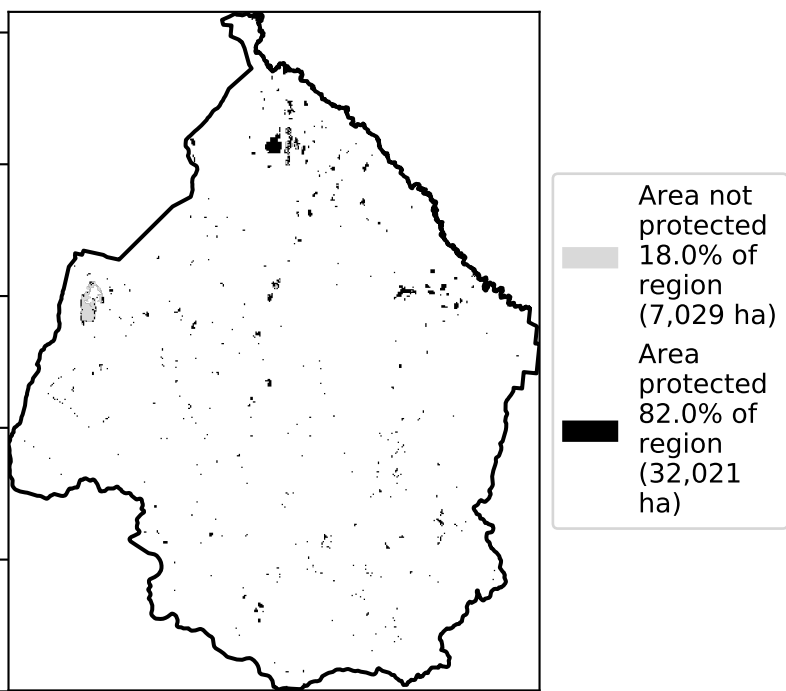 Area not
protected
18.0% of
region
(7,029 ha)
Area
protected
82.0% of
region
(32,021
ha)